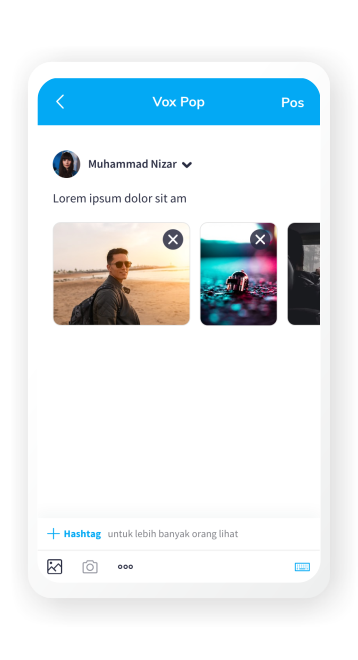 Vox Pop
Pos
Muhammad Nizar
Lorem ipsum dolor sit am
Hashtag untuk lebih banyak orang lihat